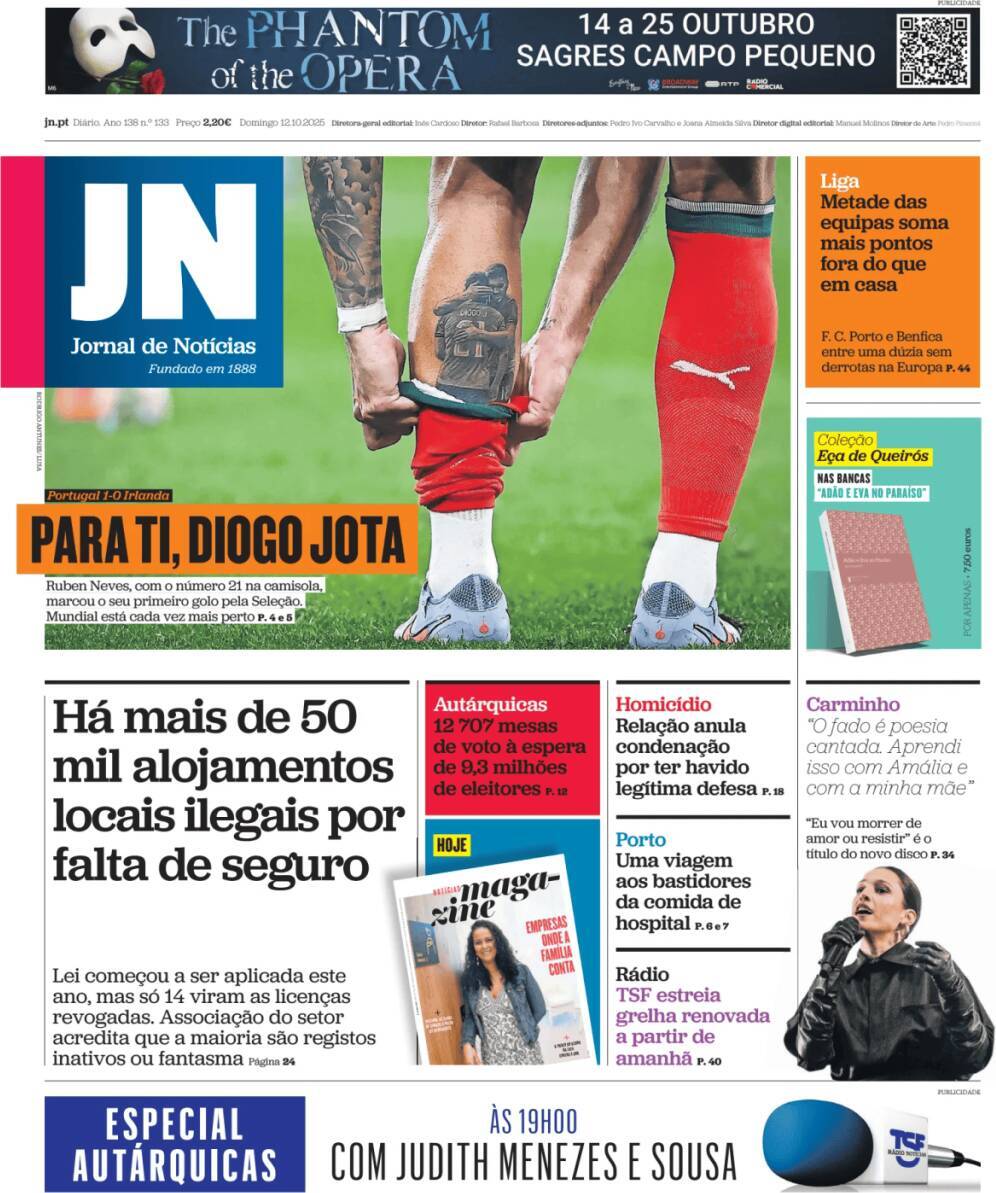 PUBLICIDADE
The PHANTOM
of the OPERA
14 a 25 OUTUBRO
SAGRES CAMPO PEQUENO
M6
BROADWAY
RTP
RÁDIO
COMERCIAL
jn.pt Diário. Ano 138 n.º 133 Preço 2,20€ Domingo 12.10.2025 Diretora-geral editorial: Inês Cardoso Diretor: Rafael Barbosa Diretores-adjuntos: Pedro Ivo Carvalho e Joana Almeida Silva Diretor digital editorial: Manuel Molinos Diretor de Arte Pedro Pimentel
JN
Jornal de Notícias
Fundado em 1888
RODRIGO ANTUNES/LUSA
DIOGO J.
21
Portugal 1-0 Irlanda
PARA TI, DIOGO JOTA
Ruben Neves, com o número 21 na camisola,
marcou o seu primeiro golo pela Seleção.
Mundial está cada vez mais perto P. 4 e 5
Liga
Metade das
equipas soma
mais pontos
fora do que
em casa
F. C. Porto e Benfica
entre uma dúzia sem
derrotas na Europa P. 44
Coleção
Eça de Queirós
NAS BANCAS
"ADÃO E EVA NO PARAÍSO"
Adão e Eva no Paraíso
POR APENAS • 7,50 euros
Há mais de 50
mil alojamentos
locais ilegais por
falta de seguro
Lei começou a ser aplicada este
ano, mas só 14 viram as licenças
revogadas. Associação do setor
acredita que a maioria são registos
inativos ou fantasma Página 24
Autárquicas
12 707 mesas
de voto à espera
de 9,3 milhões
de eleitores P. 12
HOJE
NOTÍCIAS
maga-
zine
EMPRESAS
ONDE A
FAMÍLIA
CONTA
Homicídio
Relação anula
condenação
por ter havido
legítima defesa P. 18
Porto
Uma viagem
aos bastidores
da comida de
hospital P. 6 e 7
Rádio
TSF estreia
grelha renovada
a partir de
amanhã P. 40
Carminho
"O fado é poesia
cantada. Aprendi
isso com Amália e
com a minha mãe"
"Eu vou morrer de
amor ou resistir" é o
título do novo disco P. 34
PUBLICIDADE
ESPECIAL
AUTÁRQUICAS
ÀS 19H00
COM JUDITH MENEZES E SOUSA
TSF
RÁDIO NOTÍCIAS